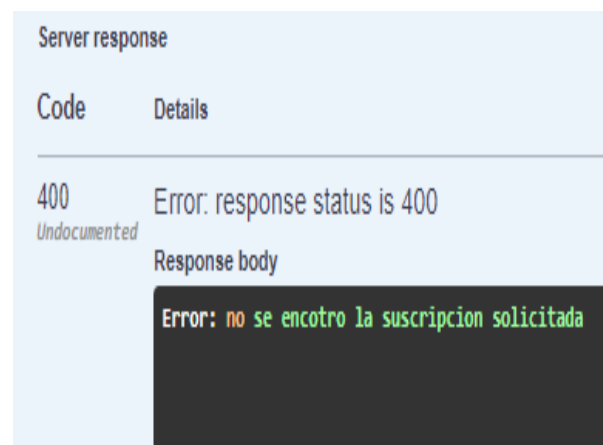 Server response
Code Details
400 Error: response status is 400
Undocumented
Response body
Error: no se encotro la suscripcion solicitada